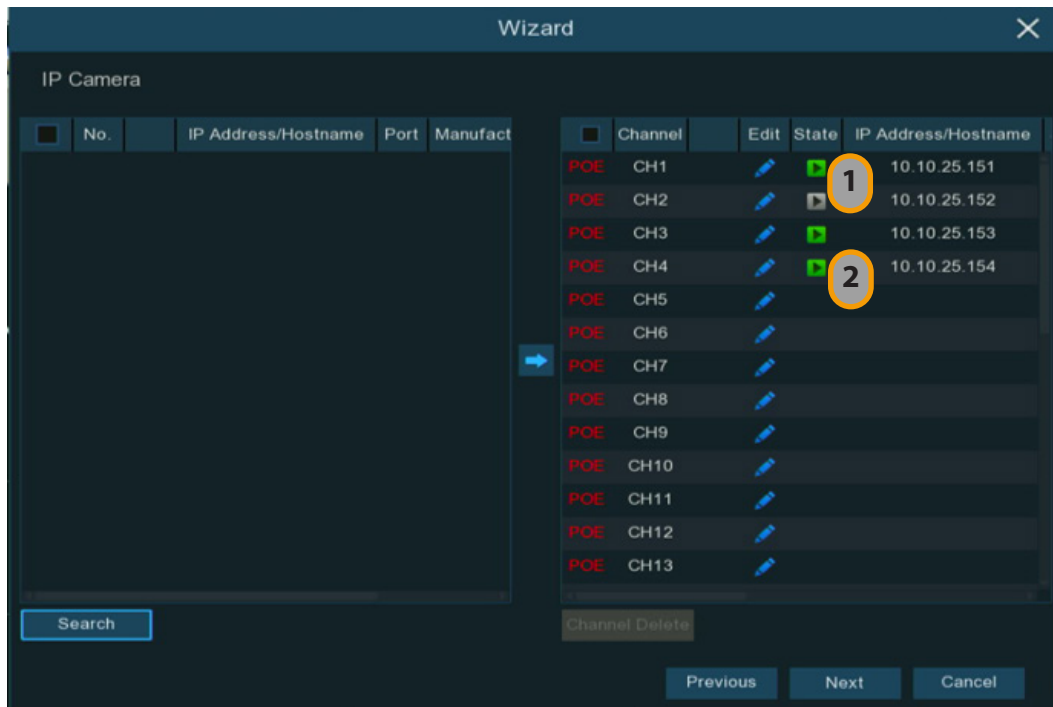 Wizard
IP Camera
No. IP Address/Hostname Port Manufact
Channel Edit State IP Address/Hostname
POE CH1 10.10.25.151
1
POE CH2 10.10.25.152
POE CH3 10.10.25.153
POE CH4 10.10.25.154
2
POE CH5
POE CH6
POE CH7
POE CH8
POE CH9
POE CH10
POE CH11
POE CH12
POE CH13
Search
Channel Delete
Previous Next Cancel